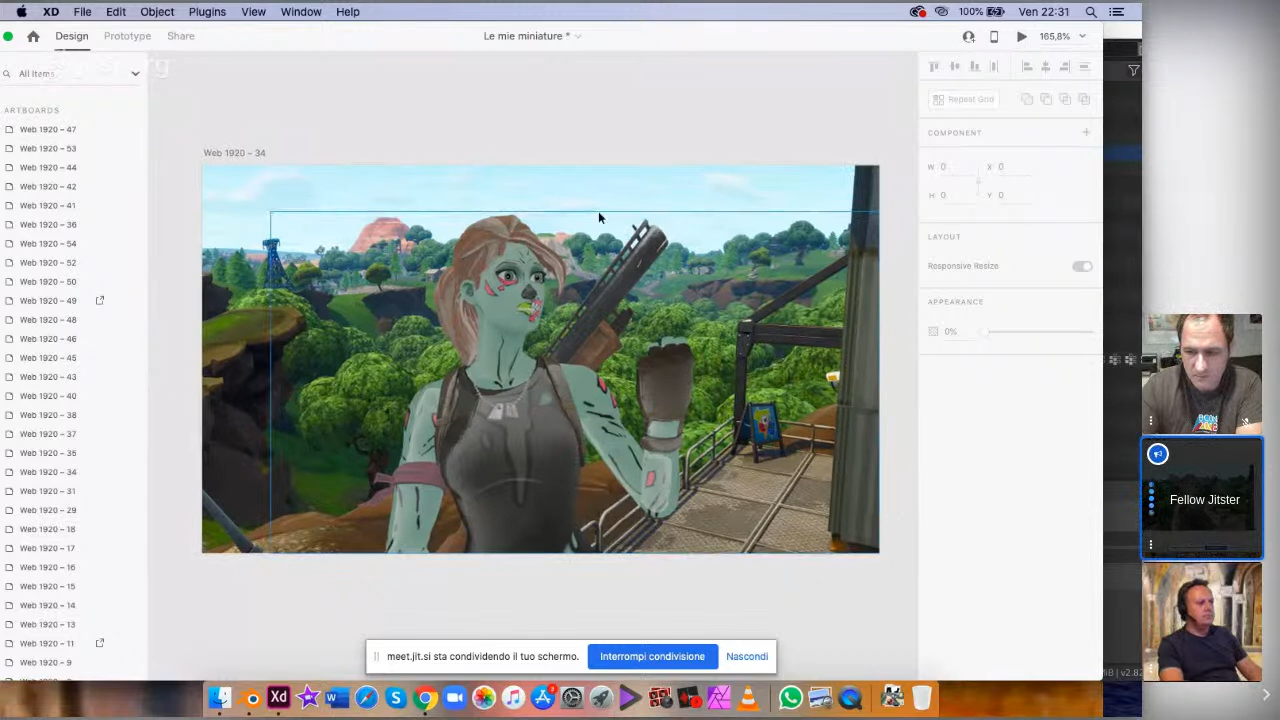 XD File Edit Object Plugins View Window Help 100% Ven 22:31
Design Prototype Share Le mie miniature * 165,8%
All Items
ARTBOARDS
Web 1920 – 47
Web 1920 – 53
Web 1920 – 44
Web 1920 – 42
Web 1920 – 41
Web 1920 – 36
Web 1920 – 54
Web 1920 – 52
Web 1920 – 50
Web 1920 – 49
Web 1920 – 48
Web 1920 – 46
Web 1920 – 45
Web 1920 – 43
Web 1920 – 40
Web 1920 – 38
Web 1920 – 37
Web 1920 – 35
Web 1920 – 34
Web 1920 – 31
Web 1920 – 29
Web 1920 – 18
Web 1920 – 17
Web 1920 – 16
Web 1920 – 15
Web 1920 – 14
Web 1920 – 13
Web 1920 – 11
Web 1920 – 9
Web 1920 – 34
Repeat Grid
COMPONENT
W 0 X 0
H 0 Y 0
LAYOUT
Responsive Resize
APPEARANCE
0%
Fellow Jitster
meet.jit.si sta condividendo il tuo schermo. Interrompi condivisione Nascondi
Xd